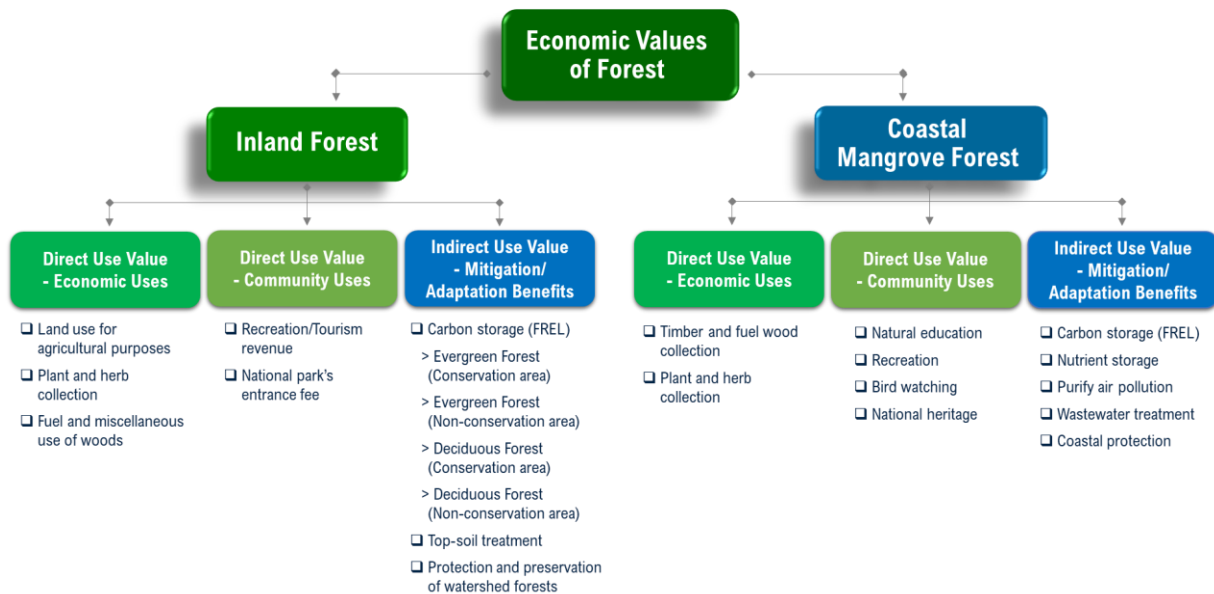 Economic Values
of Forest
Inland Forest
Coastal
Mangrove Forest
Direct Use Value
- Economic Uses
❑ Land use for
agricultural purposes
❑ Plant and herb
collection
❑ Fuel and miscellaneous
use of woods
Direct Use Value
- Community Uses
❑ Recreation/Tourism
revenue
❑ National park's
entrance fee
Indirect Use Value
- Mitigation/
Adaptation Benefits
❑ Carbon storage (FREL)
> Evergreen Forest
(Conservation area)
> Evergreen Forest
(Non-conservation area)
> Deciduous Forest
(Conservation area)
> Deciduous Forest
(Non-conservation area)
❑ Top-soil treatment
❑ Protection and preservation
of watershed forests
Direct Use Value
- Economic Uses
❑ Timber and fuel wood
collection
❑ Plant and herb
collection
Direct Use Value
- Community Uses
❑ Natural education
❑ Recreation
❑ Bird watching
❑ National heritage
Indirect Use Value
- Mitigation/
Adaptation Benefits
❑ Carbon storage (FREL)
❑ Nutrient storage
❑ Purify air pollution
❑ Wastewater treatment
❑ Coastal protection